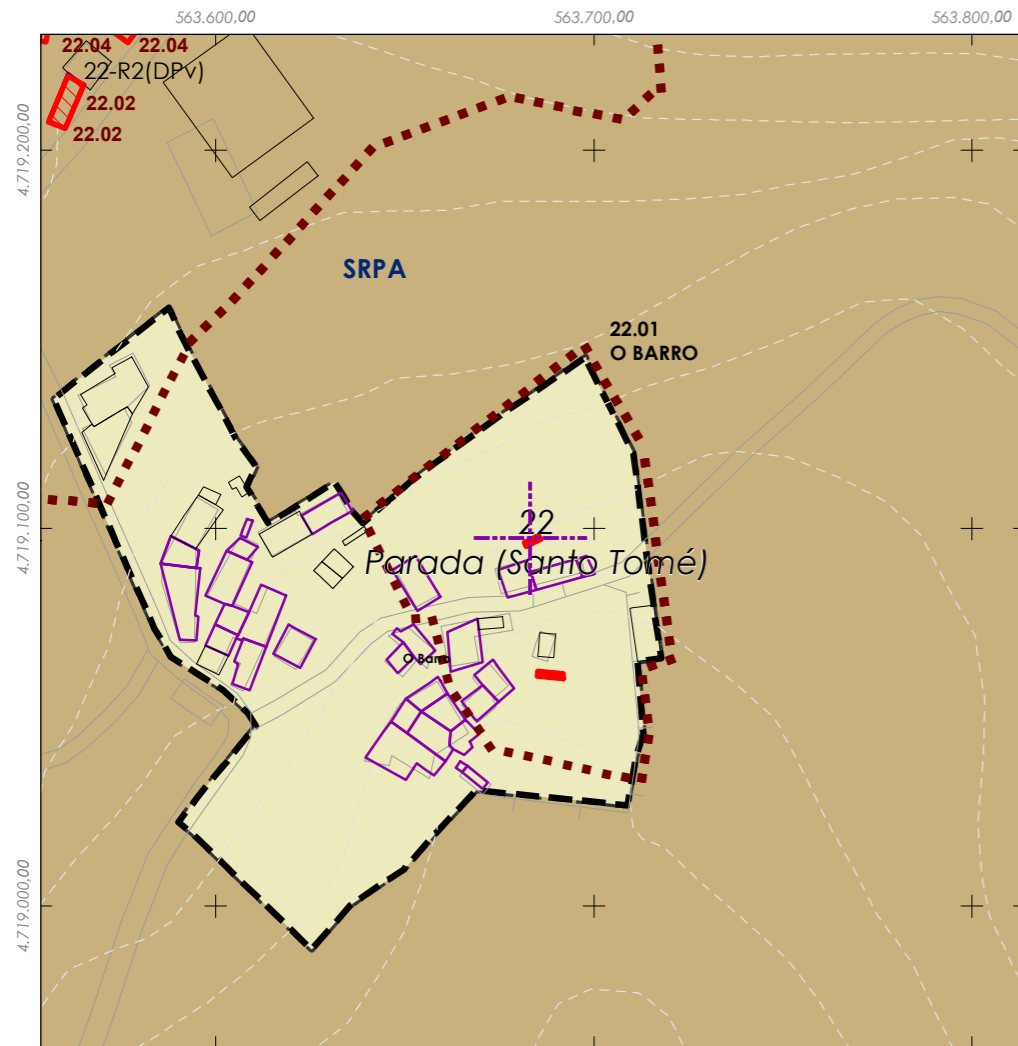 563.600,00
563.700,00
563.800,00
22.04
22.04
22-R2(DPv)
22.02
22.02
4.719.200,00
SRPA
22.01
O BARRO
4.719.100,00
22
Parada (Santo Tomé)
O Barro
4.719.000,00